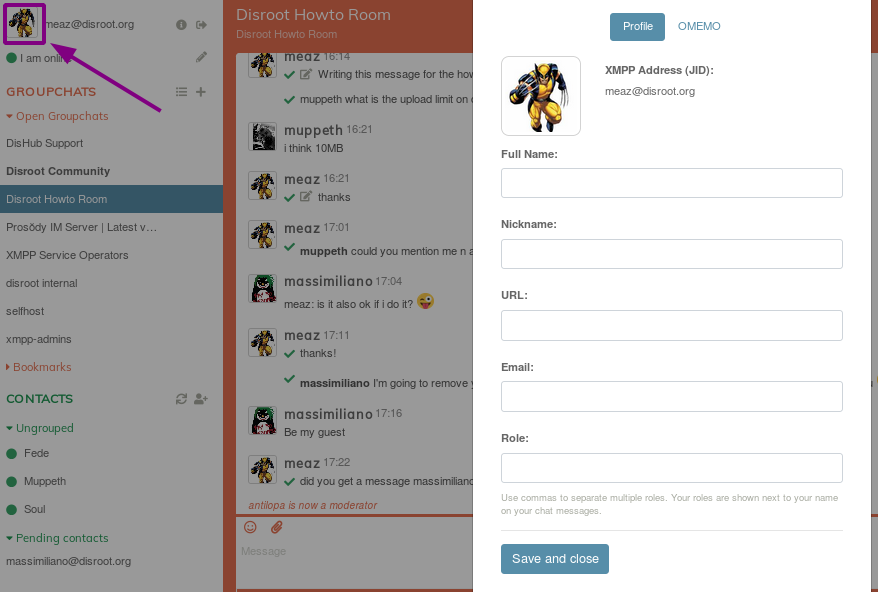 meaz@disroot.org
I am onli
GROUPCHATS
Open Groupchats
DisHub Support
Disroot Community
Disroot Howto Room
Prosŏdy IM Server | Latest v…
XMPP Service Operators
disroot internal
selfhost
xmpp-admins
Bookmarks
CONTACTS
Ungrouped
Fede
Muppeth
Soul
Pending contacts
massimiliano@disroot.org
Disroot Howto Room
Disroot Howto Room
meaz 16:14
Writing this message for the how
muppeth what is the upload limit on
muppeth 16:21
i think 10MB
meaz 16:21
thanks
meaz 17:01
muppeth could you mention me n a
massimiliano 17:04
meaz: is it also ok if i do it? 😜
meaz 17:11
thanks!
massimiliano I'm going to remove
massimiliano 17:16
Be my guest
meaz 17:22
did you get a message massimiliano
antilopa is now a moderator
Message
Profile
OMEMO
XMPP Address (JID):
meaz@disroot.org
Full Name:
Nickname:
URL:
Email:
Role:
Use commas to separate multiple roles. Your roles are shown next to your name
on your chat messages.
Save and close